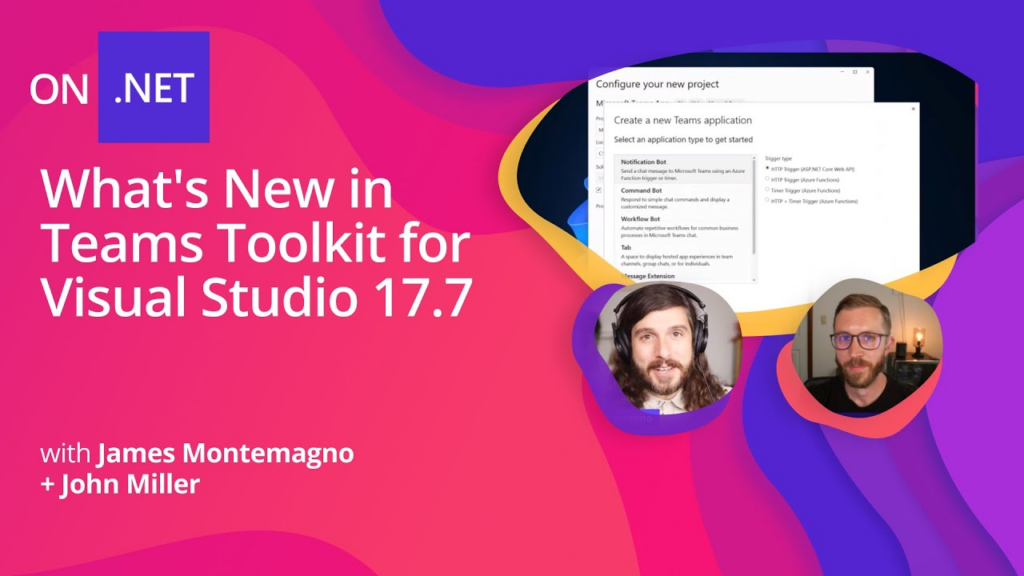 ON .NET
What's New in
Teams Toolkit for
Visual Studio 17.7
with James Montemagno
+ John Miller
Configure your new project
Create a new Teams application
Select an application type to get started
Notification Bot
Send a chat message to Microsoft Teams using an Azure
Function trigger or timer.
Command Bot
Respond to simple chat commands and display a
customized message.
Workflow Bot
Automate repetitive workflows for common business
processes in Microsoft Teams chat.
Tab
A space to display hosted app experiences in team
channels, group chats, or for individuals.
Message Extension
Trigger type
HTTP Trigger (ASP.NET Core Web API)
HTTP Trigger (Azure Functions)
Timer Trigger (Azure Functions)
HTTP + Timer Trigger (Azure Functions)